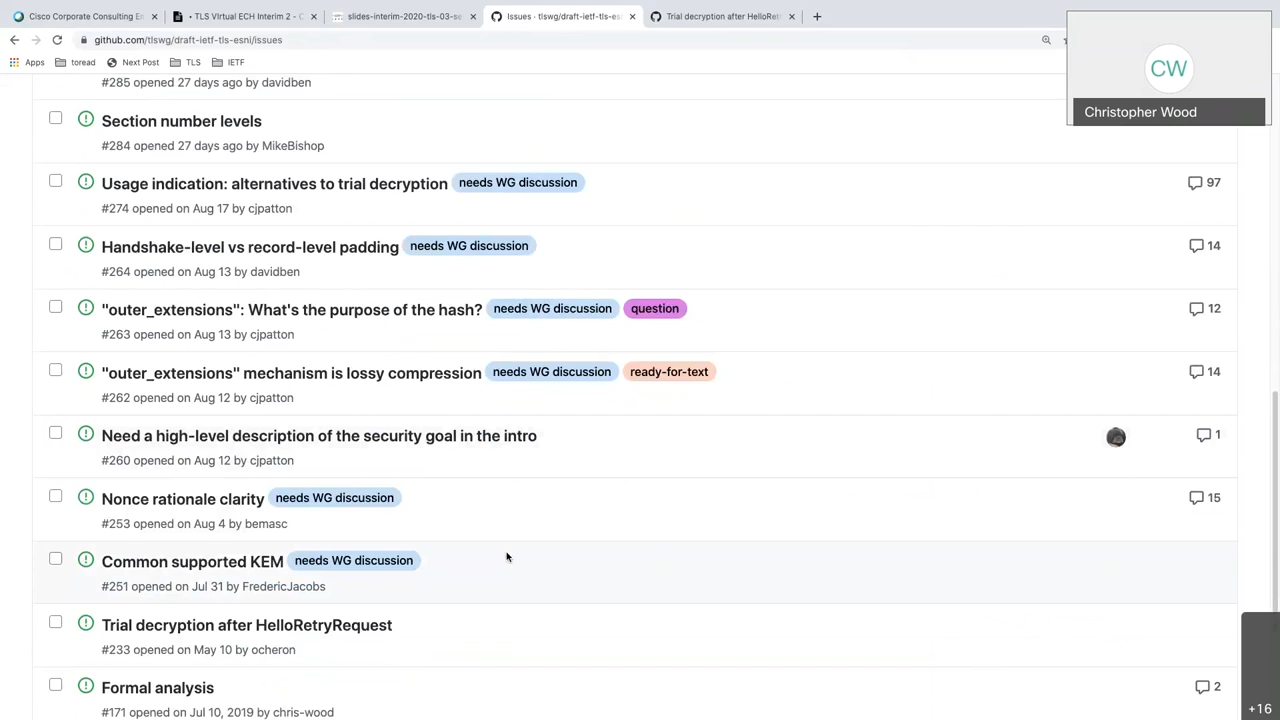 Cisco Corporate Consulting En
• TLS VIrtual ECH Interim 2 - C
slides-interim-2020-tls-03-se
Issues · tlswg/draft-ietf-tls-esni
Trial decryption after HelloRet
github.com/tlswg/draft-ietf-tls-esni/issues
Apps
toread
Next Post
TLS
IETF
CW
Christopher Wood
#285 opened 27 days ago by davidben
Section number levels
#284 opened 27 days ago by MikeBishop
Usage indication: alternatives to trial decryption needs WG discussion 97
#274 opened on Aug 17 by cjpatton
Handshake-level vs record-level padding needs WG discussion 14
#264 opened on Aug 13 by davidben
"outer_extensions": What's the purpose of the hash? needs WG discussion question 12
#263 opened on Aug 13 by cjpatton
"outer_extensions" mechanism is lossy compression needs WG discussion ready-for-text 14
#262 opened on Aug 12 by cjpatton
Need a high-level description of the security goal in the intro 1
#260 opened on Aug 12 by cjpatton
Nonce rationale clarity needs WG discussion 15
#253 opened on Aug 4 by bemasc
Common supported KEM needs WG discussion
#251 opened on Jul 31 by FredericJacobs
Trial decryption after HelloRetryRequest
#233 opened on May 10 by ocheron
Formal analysis 2
#171 opened on Jul 10, 2019 by chris-wood
+16